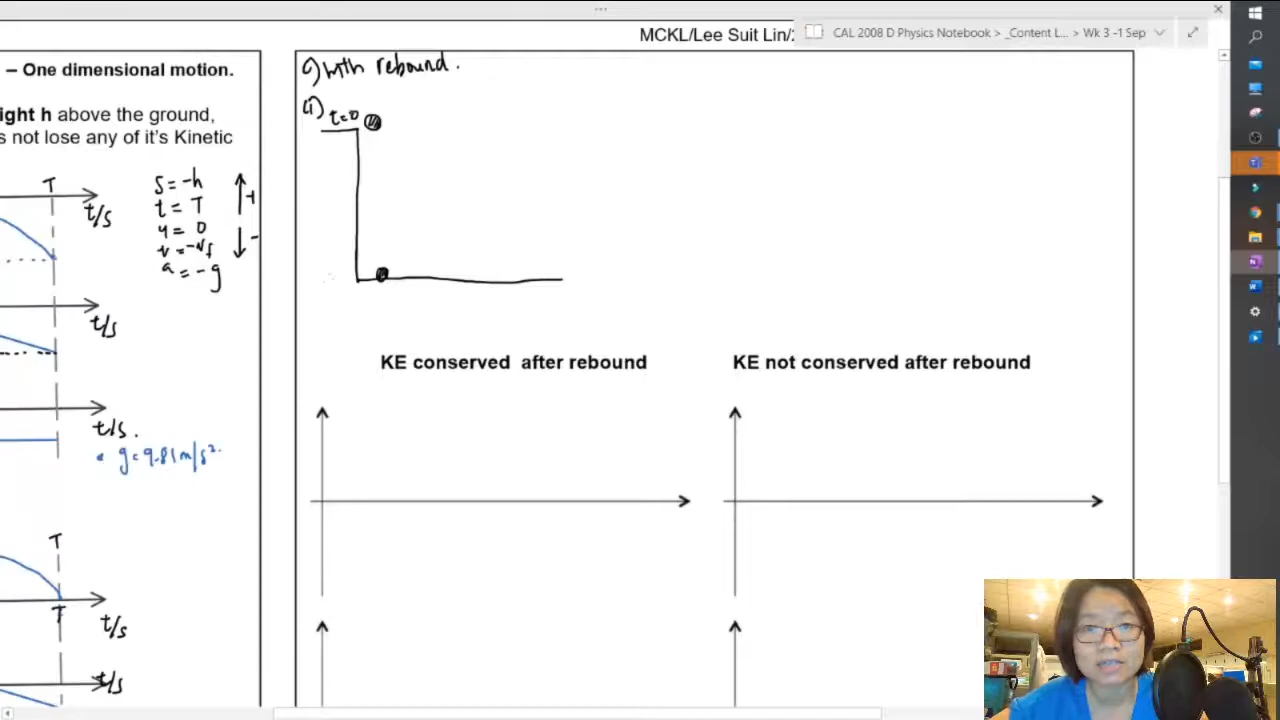 MCKL/Lee Suit Lin/2
CAL 2008 D Physics Notebook > _Content L... > Wk 3 -1 Sep
– One dimensional motion.
ight h above the ground,
s not lose any of it's Kinetic
T
t/s
s = -h
t = T
u = 0
v = -vf
a = -g
+
-
t/s
t/s.
g = 9.81 m/s²
T
T
t/s
t/s
with rebound.
(i) t=0
KE conserved after rebound
KE not conserved after rebound